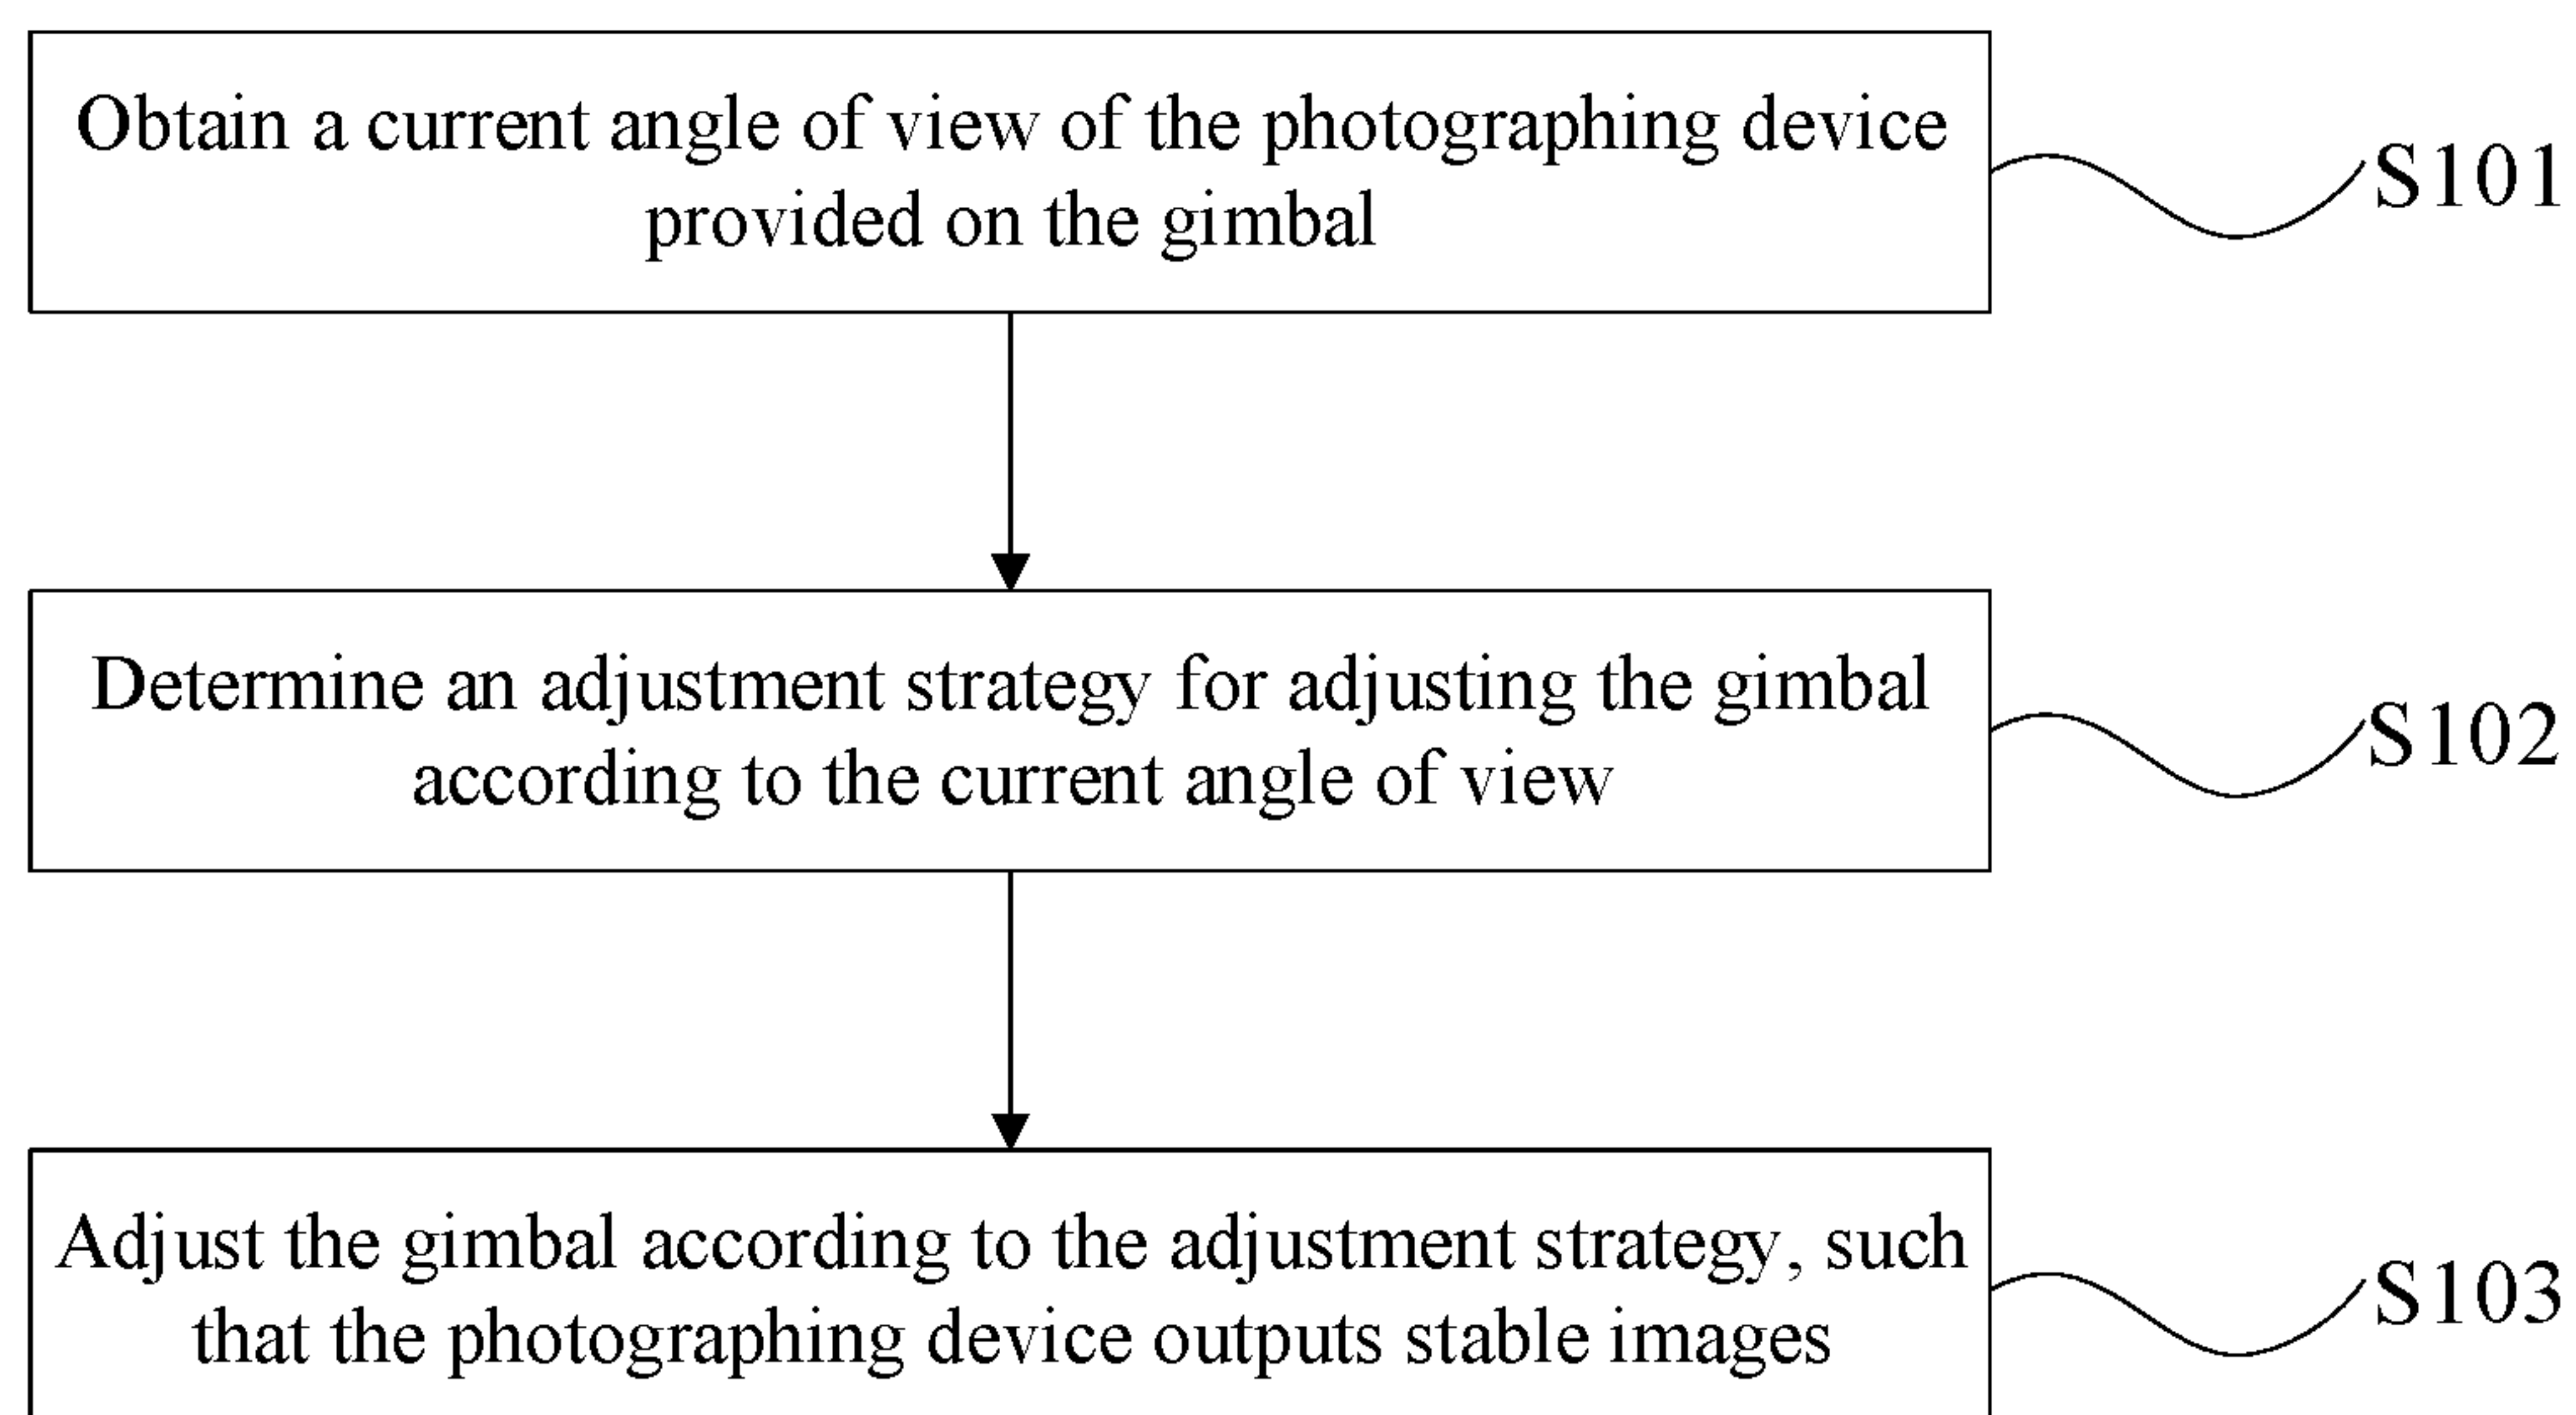 Obtain a current angle of view of the photographing device
provided on the gimbal
S101
Determine an adjustment strategy for adjusting the gimbal
according to the current angle of view
S102
Adjust the gimbal according to the adjustment strategy, such
that the photographing device outputs stable images
S103